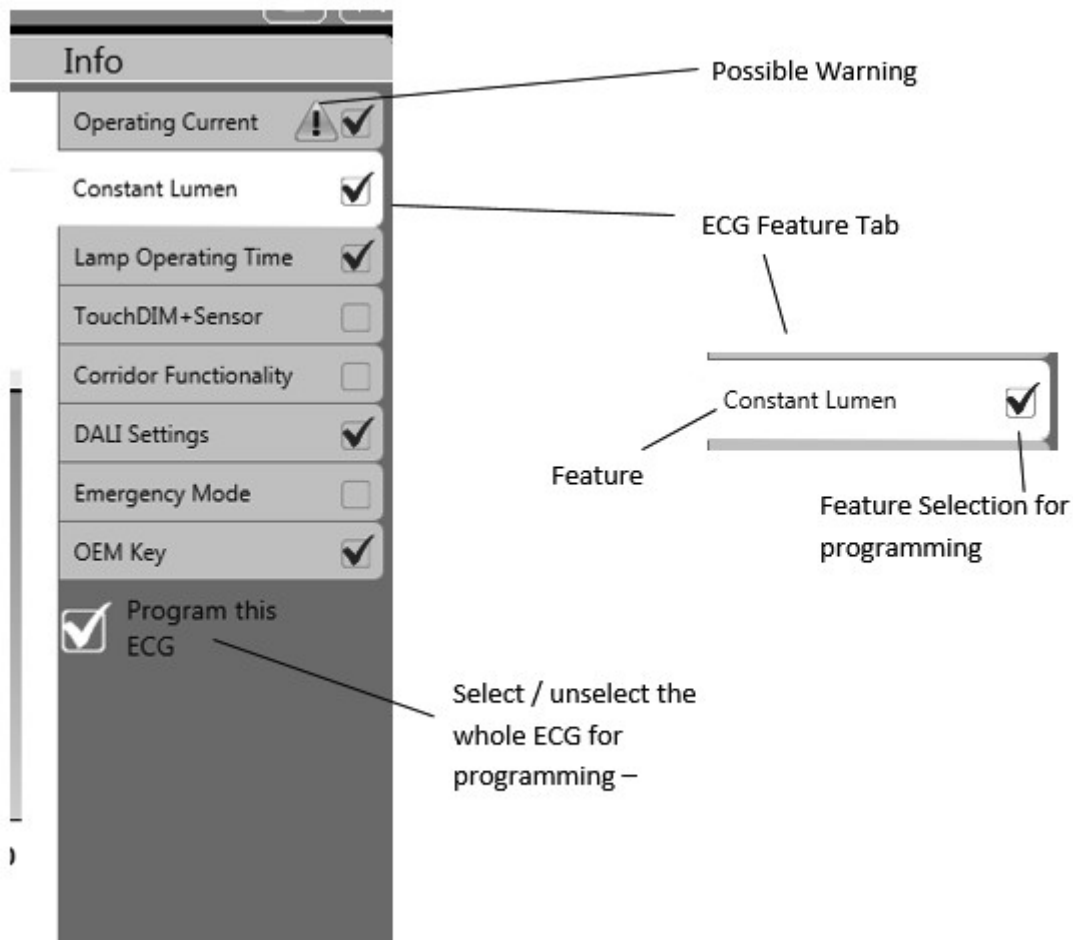 Info
Possible Warning
Operating Current
Constant Lumen
ECG Feature Tab
Lamp Operating Time
TouchDIM+Sensor
Corridor Functionality
Constant Lumen
DALI Settings
Feature
Emergency Mode
Feature Selection for
programming
OEM Key
Program this
ECG
Select / unselect the
whole ECG for
programming –